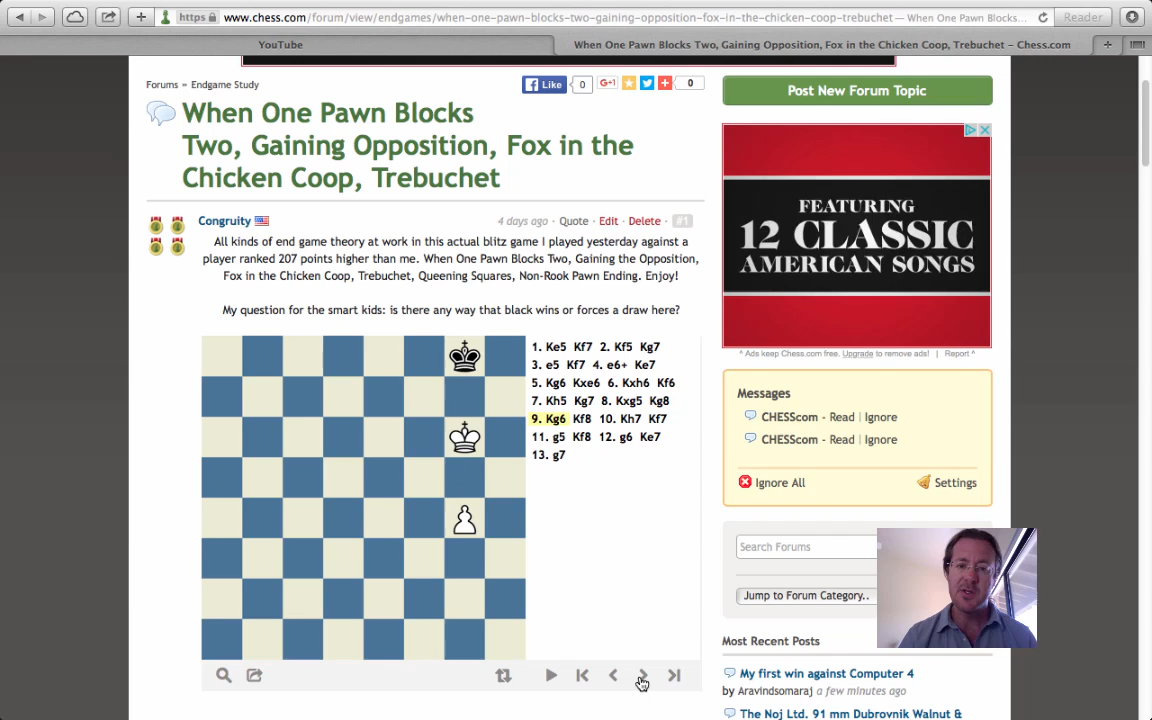 https www.chess.com/forum/view/endgames/when-one-pawn-blocks-two-gaining-opposition-fox-in-the-chicken-coop-trebuchet — When One Pawn Blocks... Reader
YouTube
When One Pawn Blocks Two, Gaining Opposition, Fox in the Chicken Coop, Trebuchet – Chess.com
Forums » Endgame Study
Like 0 G+1 0
When One Pawn Blocks
Two, Gaining Opposition, Fox in the
Chicken Coop, Trebuchet
Congruity
4 days ago · Quote · Edit · Delete · #1
All kinds of end game theory at work in this actual blitz game I played yesterday against a
player ranked 207 points higher than me. When One Pawn Blocks Two, Gaining the Opposition,
Fox in the Chicken Coop, Trebuchet, Queening Squares, Non-Rook Pawn Ending. Enjoy!
My question for the smart kids: is there any way that black wins or forces a draw here?
1. Ke5 Kf7 2. Kf5 Kg7
3. e5 Kf7 4. e6+ Ke7
5. Kg6 Kxe6 6. Kxh6 Kf6
7. Kh5 Kg7 8. Kxg5 Kg8
9. Kg6 Kf8 10. Kh7 Kf7
11. g5 Kf8 12. g6 Ke7
13. g7
Post New Forum Topic
FEATURING
12 CLASSIC
AMERICAN SONGS
^ Ads keep Chess.com free. Upgrade to remove ads! | Report ^
Messages
CHESScom - Read | Ignore
CHESScom - Read | Ignore
Ignore All
Settings
Search Forums
Jump to Forum Category..
Most Recent Posts
My first win against Computer 4
by Aravindsomaraj a few minutes ago
The Noj Ltd. 91 mm Dubrovnik Walnut &